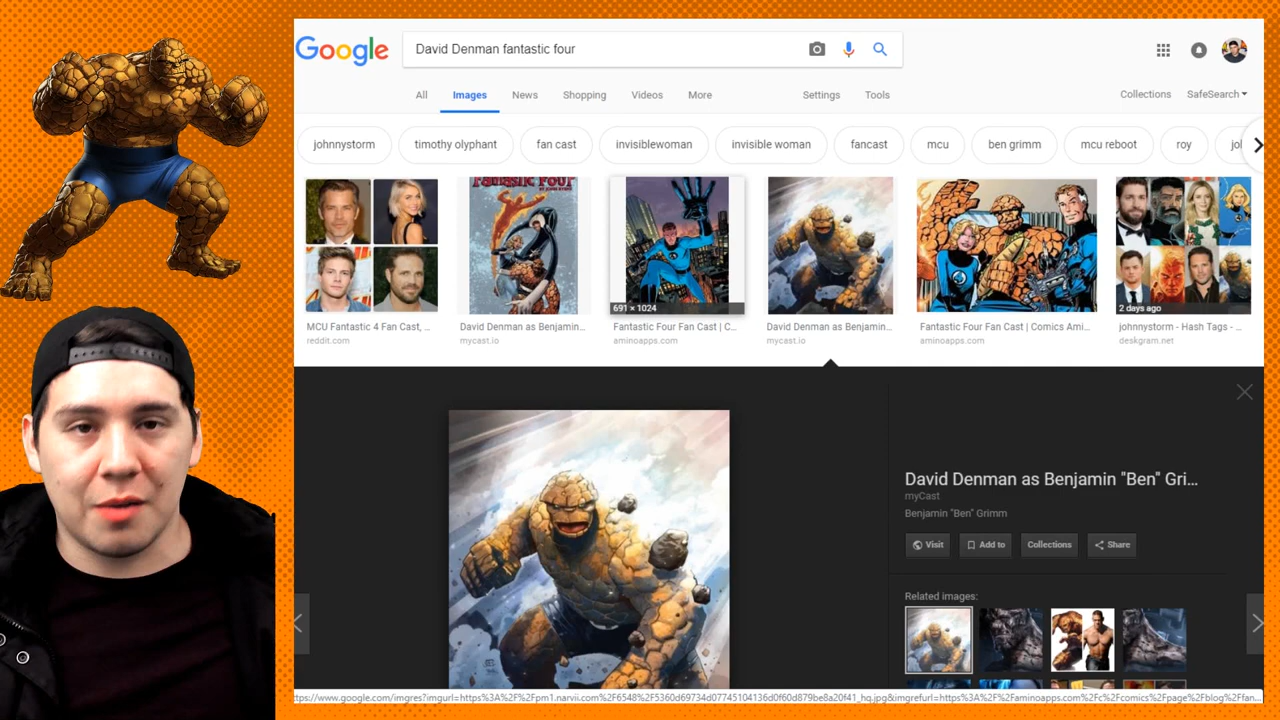 Google
David Denman fantastic four
All
Images
News
Shopping
Videos
More
Settings
Tools
Collections
SafeSearch
johnnystorm
timothy olyphant
fan cast
invisiblewoman
invisible woman
fancast
mcu
ben grimm
mcu reboot
roy
FANTASTIC FOUR
691 × 1024
2 days ago
MCU Fantastic 4 Fan Cast, ...
reddit.com
David Denman as Benjamin...
mycast.io
Fantastic Four Fan Cast | C...
aminoapps.com
David Denman as Benjamin...
mycast.io
Fantastic Four Fan Cast | Comics Ami...
aminoapps.com
johnnystorm - Hash Tags - ...
deskgram.net
David Denman as Benjamin "Ben" Gri...
myCast
Benjamin "Ben" Grimm
Visit
Add to
Collections
Share
Related images: